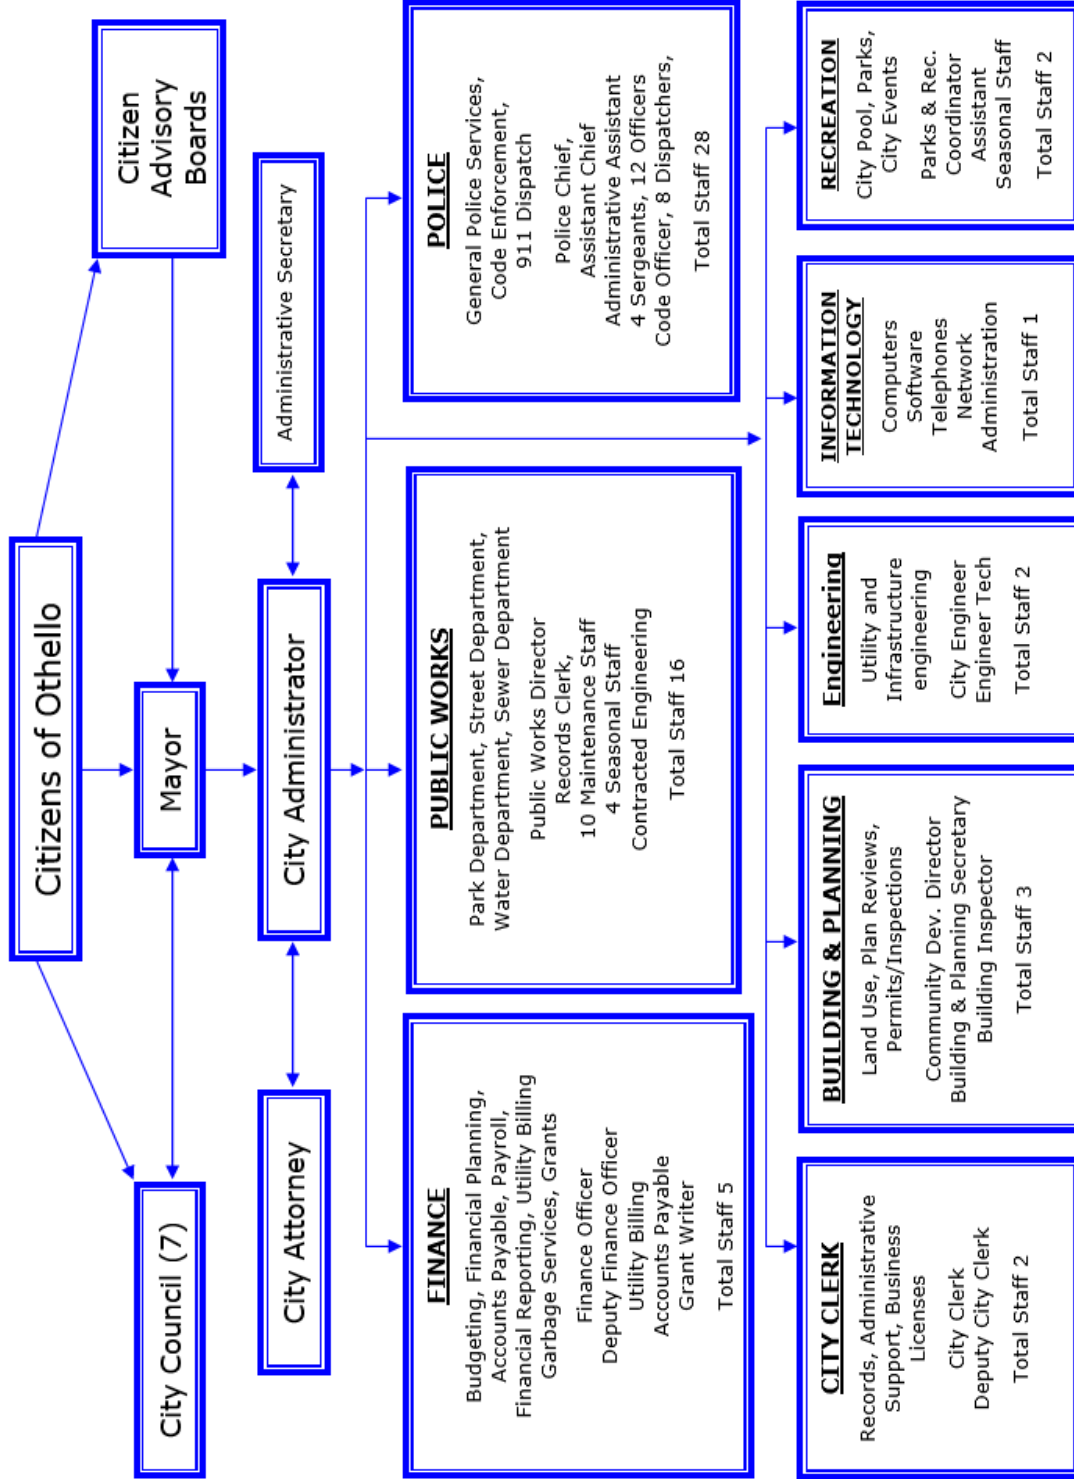 Citizens of Othello
Citizen
Advisory
Boards
City Council (7)
Mayor
City Attorney
City Administrator
Administrative Secretary
FINANCE
Budgeting, Financial Planning,
Accounts Payable, Payroll,
Financial Reporting, Utility Billing
Garbage Services, Grants
Finance Officer
Deputy Finance Officer
Utility Billing
Accounts Payable
Grant Writer
Total Staff 5
PUBLIC WORKS
Park Department, Street Department,
Water Department, Sewer Department
Public Works Director
Records Clerk,
10 Maintenance Staff
4 Seasonal Staff
Contracted Engineering
Total Staff 16
POLICE
General Police Services,
Code Enforcement,
911 Dispatch
Police Chief,
Assistant Chief
Administrative Assistant
4 Sergeants, 12 Officers
Code Officer, 8 Dispatchers,
Total Staff 28
CITY CLERK
Records, Administrative
Support, Business
Licenses
City Clerk
Deputy City Clerk
Total Staff 2
BUILDING & PLANNING
Land Use, Plan Reviews,
Permits/Inspections
Community Dev. Director
Building & Planning Secretary
Building Inspector
Total Staff 3
Engineering
Utility and
Infrastructure
engineering
City Engineer
Engineer Tech
Total Staff 2
INFORMATION
TECHNOLOGY
Computers
Software
Telephones
Network
Administration
Total Staff 1
RECREATION
City Pool, Parks,
City Events
Parks & Rec.
Coordinator
Assistant
Seasonal Staff
Total Staff 2